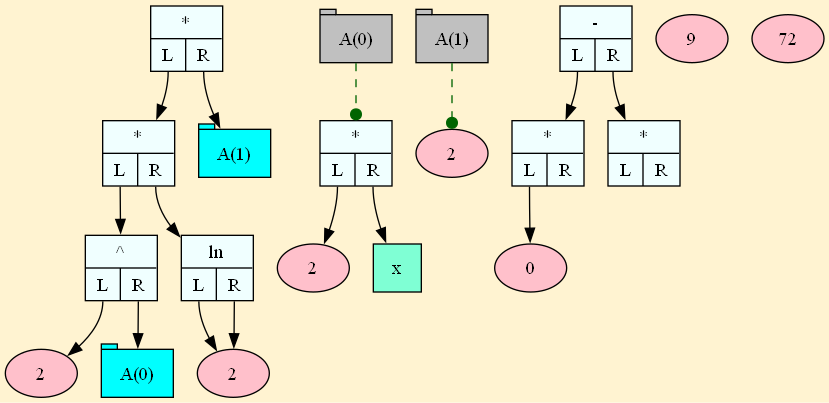 * A(0) A(1) - 9 72
L R L R
* A(1) * 2 * *
L R L R L R L R
^ ln 2 x 0
L R L R
2 A(0) 2